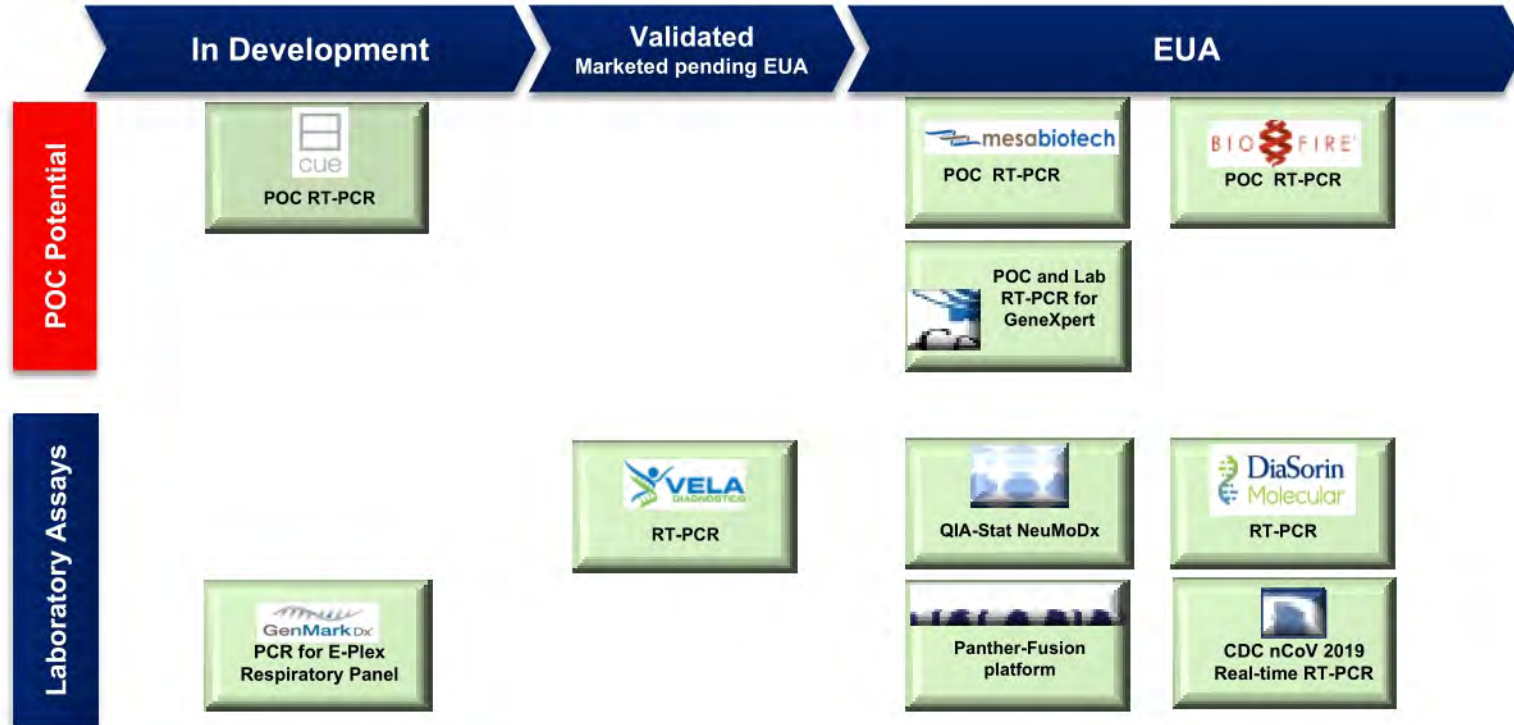 In Development
Validated
Marketed pending EUA
EUA
POC Potential
cue
POC RT-PCR
mesabiotech
POC RT-PCR
BIO FIRE
POC RT-PCR
POC and Lab
RT-PCR for
GeneXpert
Laboratory Assays
VELA
DIAGNOSTICS
RT-PCR
QIA-Stat NeuMoDx
DiaSorin
Molecular
RT-PCR
GenMark Dx
PCR for E-Plex
Respiratory Panel
Panther-Fusion
platform
CDC nCoV 2019
Real-time RT-PCR